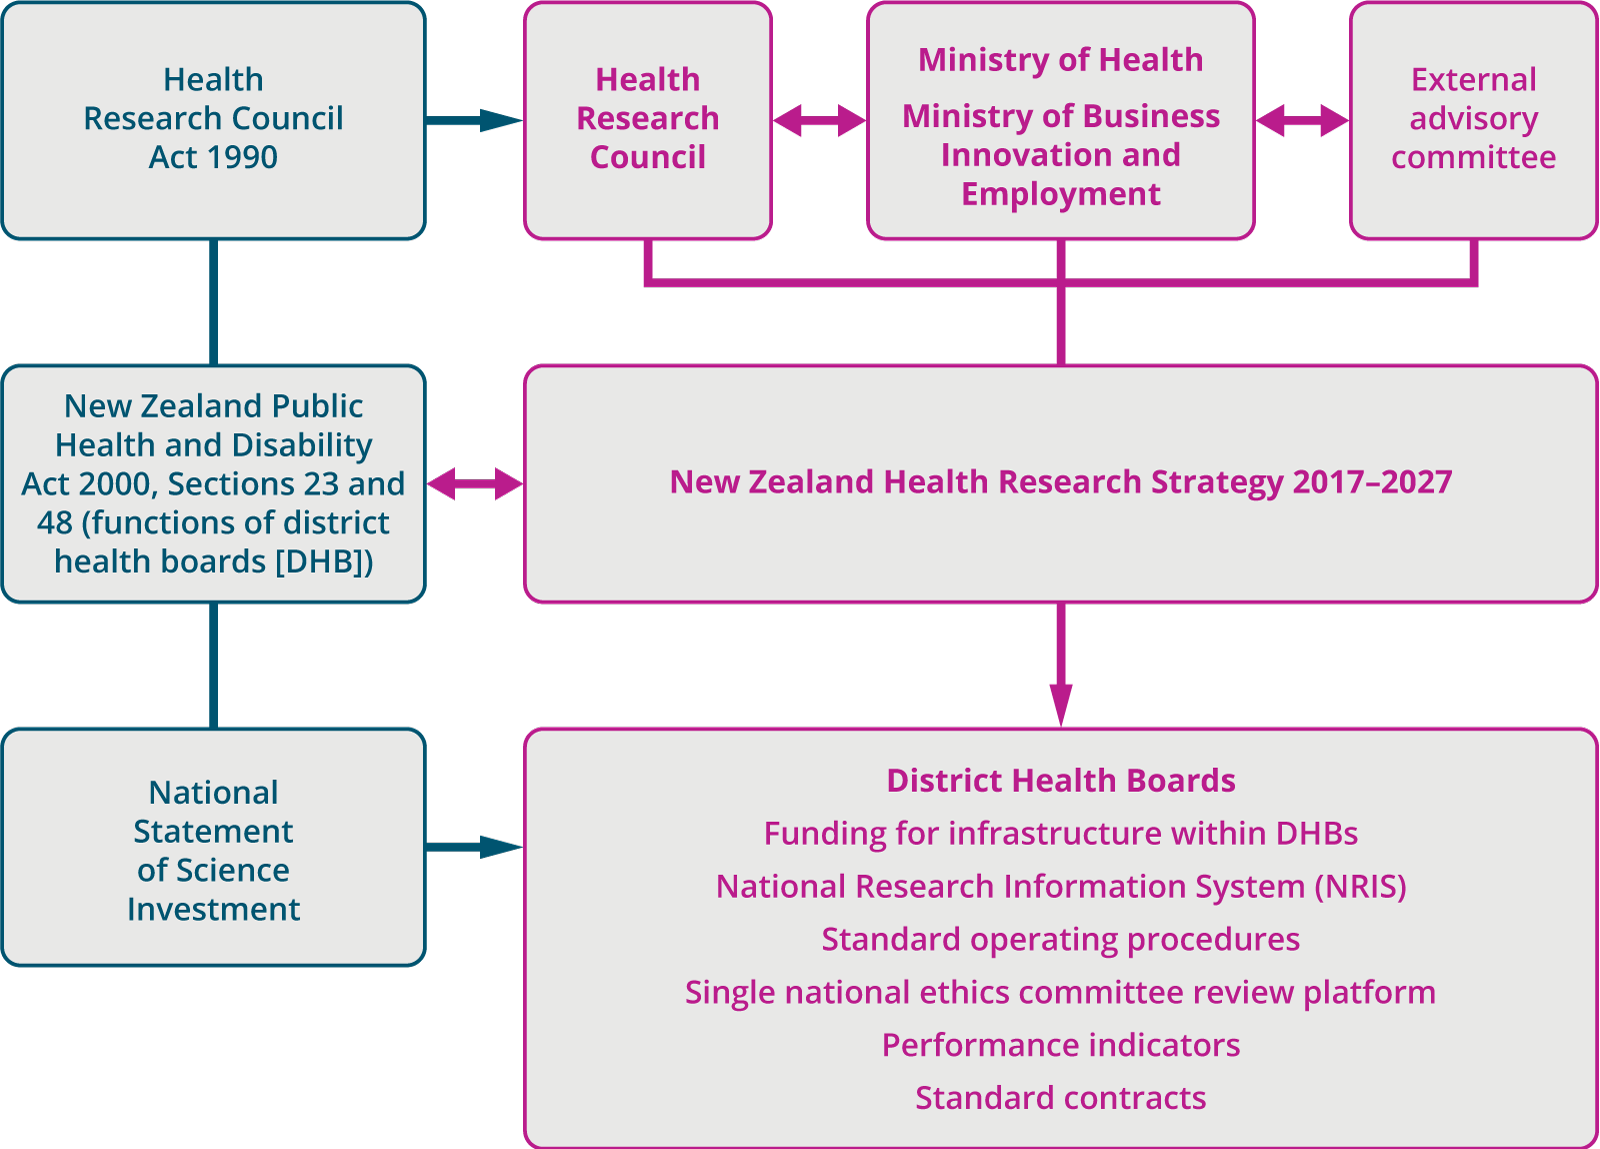 Health
Research Council
Act 1990
Health
Research
Council
Ministry of Health
Ministry of Business
Innovation and
Employment
External
advisory
committee
New Zealand Public
Health and Disability
Act 2000, Sections 23 and
48 (functions of district
health boards [DHB])
New Zealand Health Research Strategy 2017–2027
National
Statement
of Science
Investment
District Health Boards
Funding for infrastructure within DHBs
National Research Information System (NRIS)
Standard operating procedures
Single national ethics committee review platform
Performance indicators
Standard contracts